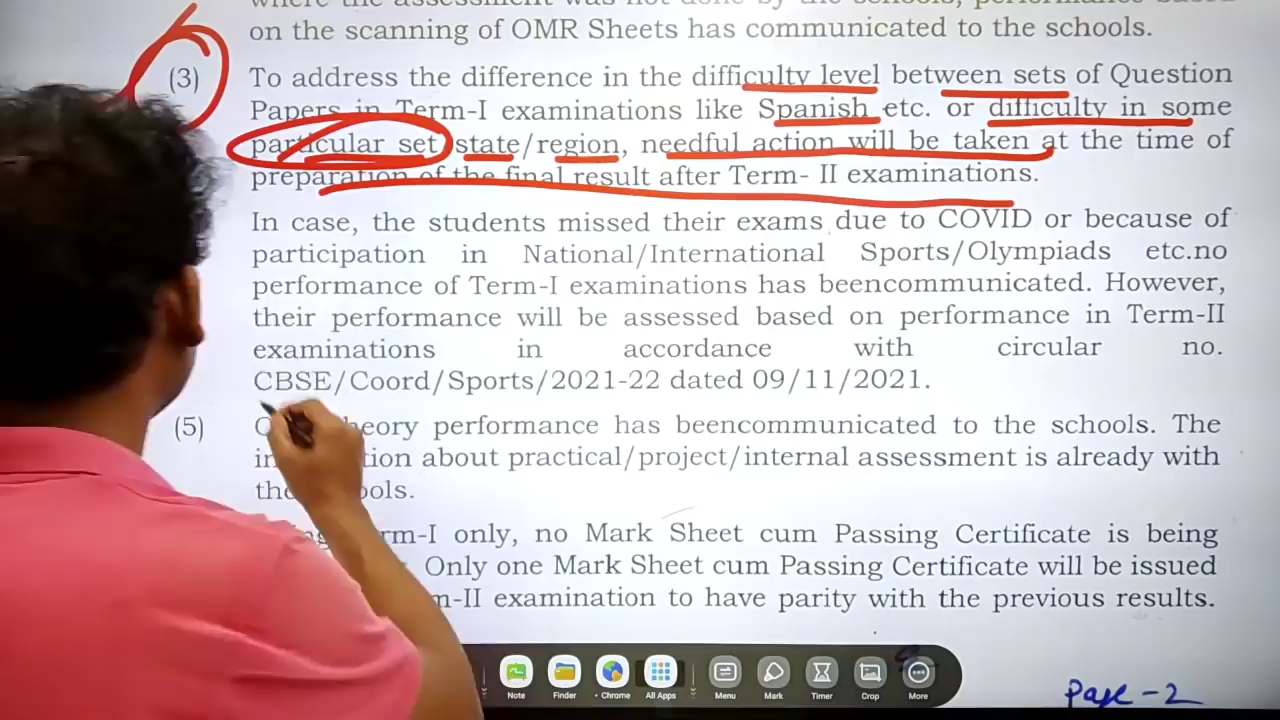 on the scanning of OMR Sheets has communicated to the schools.
(3) To address the difference in the difficulty level between sets of Question
Papers in Term-I examinations like Spanish etc. or difficulty in some
particular set state/region, needful action will be taken at the time of
preparation of the final result after Term- II examinations.
In case, the students missed their exams due to COVID or because of
participation in National/International Sports/Olympiads etc.no
performance of Term-I examinations has beencommunicated. However,
their performance will be assessed based on performance in Term-II
examinations in accordance with circular no.
CBSE/Coord/Sports/2021-22 dated 09/11/2021.
(5) performance has beencommunicated to the schools. The
about practical/project/internal assessment is already with
only, no Mark Sheet cum Passing Certificate is being
Only one Mark Sheet cum Passing Certificate will be issued
examination to have parity with the previous results.
Note Finder Chrome All Apps Menu Mark Timer Crop More
Page-2